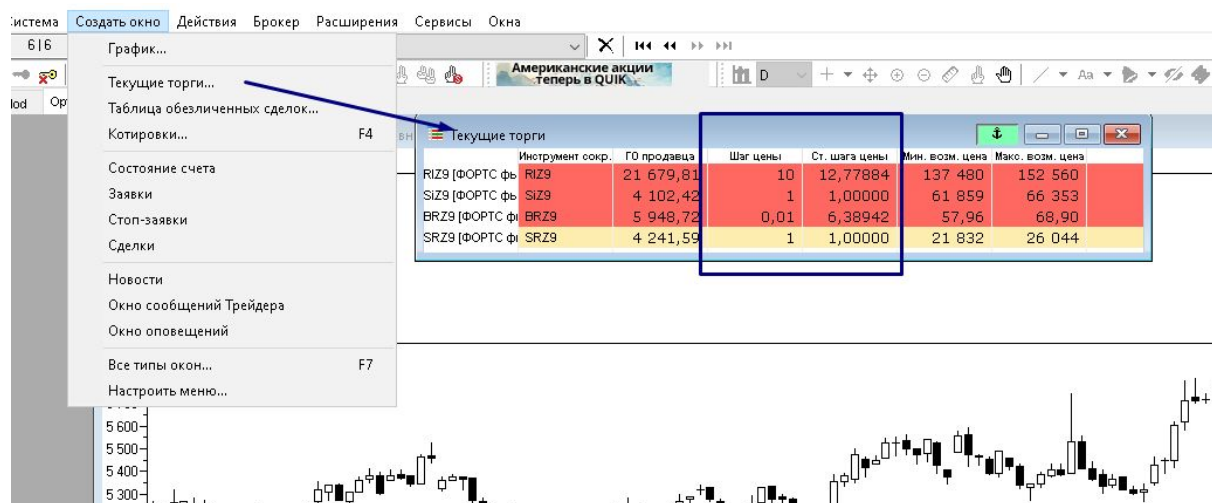 Система Создать окно Действия Брокер Расширения Сервисы Окна
6|6
График...
Американские акции
теперь в QUIK
D
Aa
Текущие торги...
Таблица обезличенных сделок...
Котировки... F4
Текущие торги
Инструмент сокр. ГО продавца Шаг цены Ст. шага цены Мин. возм. цена Макс. возм. цена
RIZ9 [ФОРТС фь RIZ9 21 679,81 10 12,77884 137 480 152 560
SiZ9 [ФОРТС фь SiZ9 4 102,42 1 1,00000 61 859 66 353
BRZ9 [ФОРТС фь BRZ9 5 948,72 0,01 6,38942 57,96 68,90
SRZ9 [ФОРТС фь SRZ9 4 241,59 1 1,00000 21 832 26 044
Состояние счета
Заявки
Стоп-заявки
Сделки
Новости
Окно сообщений Трейдера
Окно оповещений
Все типы окон... F7
Настроить меню...
5 600
5 500
5 400
5 300